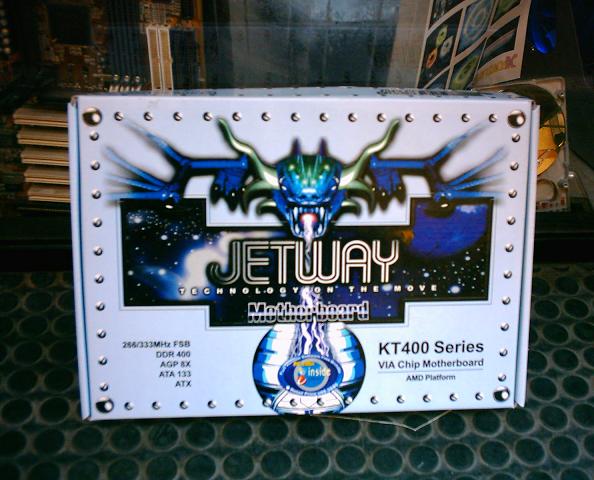 JETWAY
TECHNOLOGY ON THE MOVE
Motherboard
266/333MHz FSB
DDR 400
AGP 8X
ATA 133
ATX
inside
KT400 Series
VIA Chip Motherboard
AMD Platform